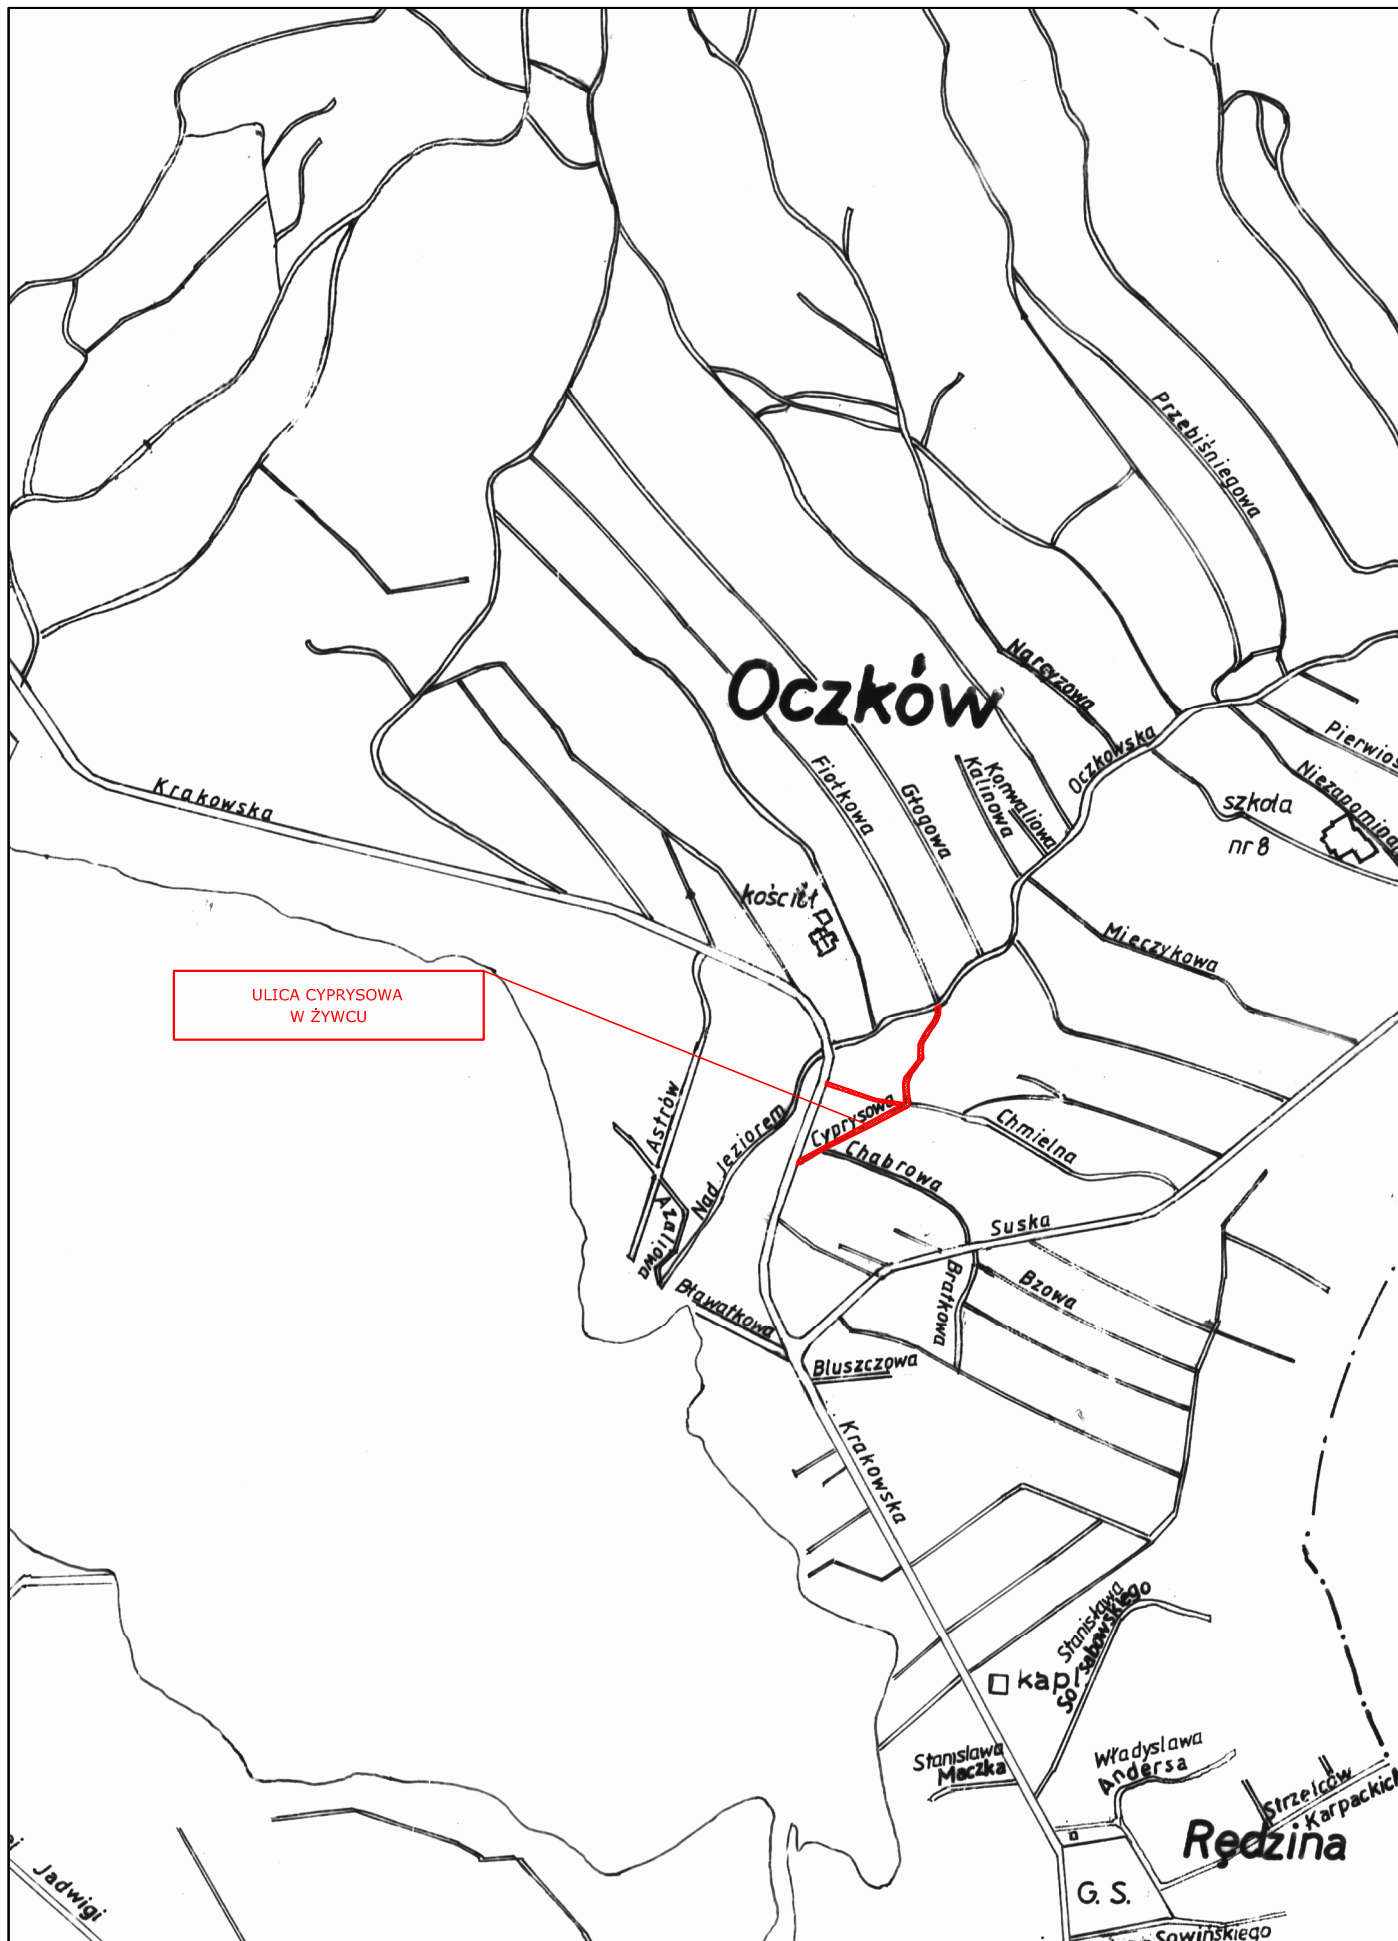 Przebiśniegowa
Oczków
Narcyzowa
Oczkowska
Pierwios
Fiołkowa
Głogowa
Kalinowa
Konwaliowa
szkoła
nr 8
Krakowska
kościół
Mieczykowa
ULICA CYPRYSOWA
W ŻYWCU
Astrów
Nad Jeziorem
Cyprysowa
Chabrowa
Chmielna
Azaliowa
Suska
Bławatkowa
Bratkowa
Bzowa
Bluszczowa
Krakowska
Stanisława
Sosabowskiego
kapl
Stanisława
Maczka
Władysława
Andersa
Strzelców
Karpackich
Rędzina
G. S.
Jadwigi
Sowińskiego